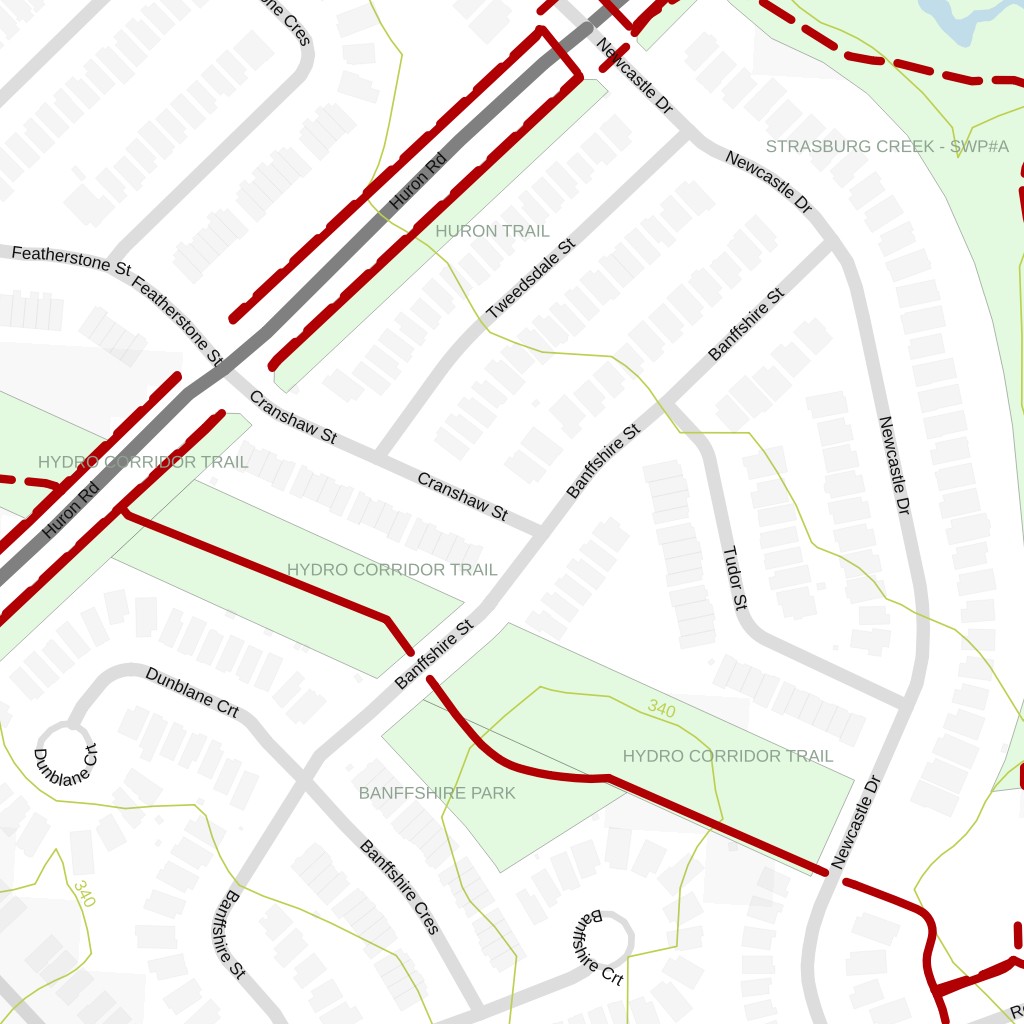 ne Cres
Newcastle Dr
STRASBURG CREEK - SWP#A
Newcastle Dr
Huron Rd
HURON TRAIL
Featherstone St
Tweedsdale St
Featherstone St
Banffshire St
Cranshaw St
Newcastle Dr
HYDRO CORRIDOR TRAIL
Banffshire St
Cranshaw St
Huron Rd
HYDRO CORRIDOR TRAIL
Tudor St
Banffshire St
Dunblane Crt
340
Dunblane Crt
HYDRO CORRIDOR TRAIL
BANFFSHIRE PARK
Newcastle Dr
340
Banffshire Cres
Banffshire St
Banffshire Crt
R